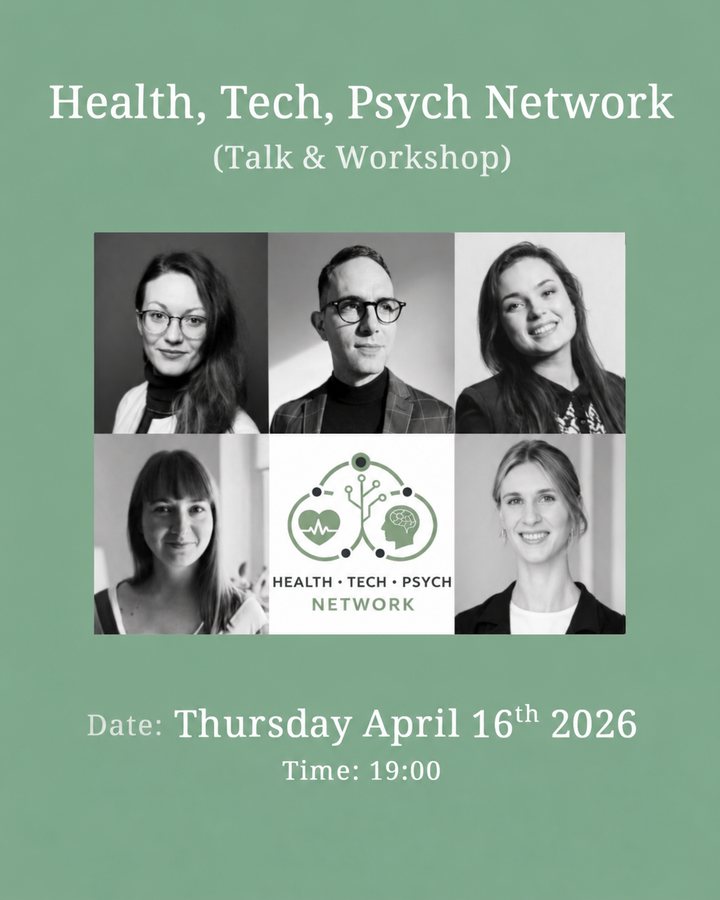 Health, Tech, Psych Network
(Talk & Workshop)
HEALTH • TECH • PSYCH
NETWORK
Date: Thursday April 16th 2026
Time: 19:00